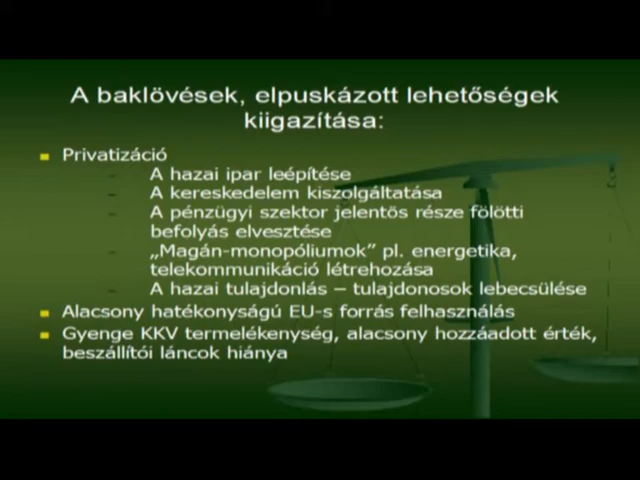 A baklövések, elpuskázott lehetőségek
kiigazítása:
Privatizáció
- A hazai ipar leépítése
- A kereskedelem kiszolgáltatása
- A pénzügyi szektor jelentős része fölötti
befolyás elvesztése
- „Magán-monopóliumok” pl. energetika,
telekommunikáció létrehozása
- A hazai tulajdonlás – tulajdonosok lebecsülése
Alacsony hatékonyságú EU-s forrás felhasználás
Gyenge KKV termelékenység, alacsony hozzáadott érték,
beszállítói láncok hiánya